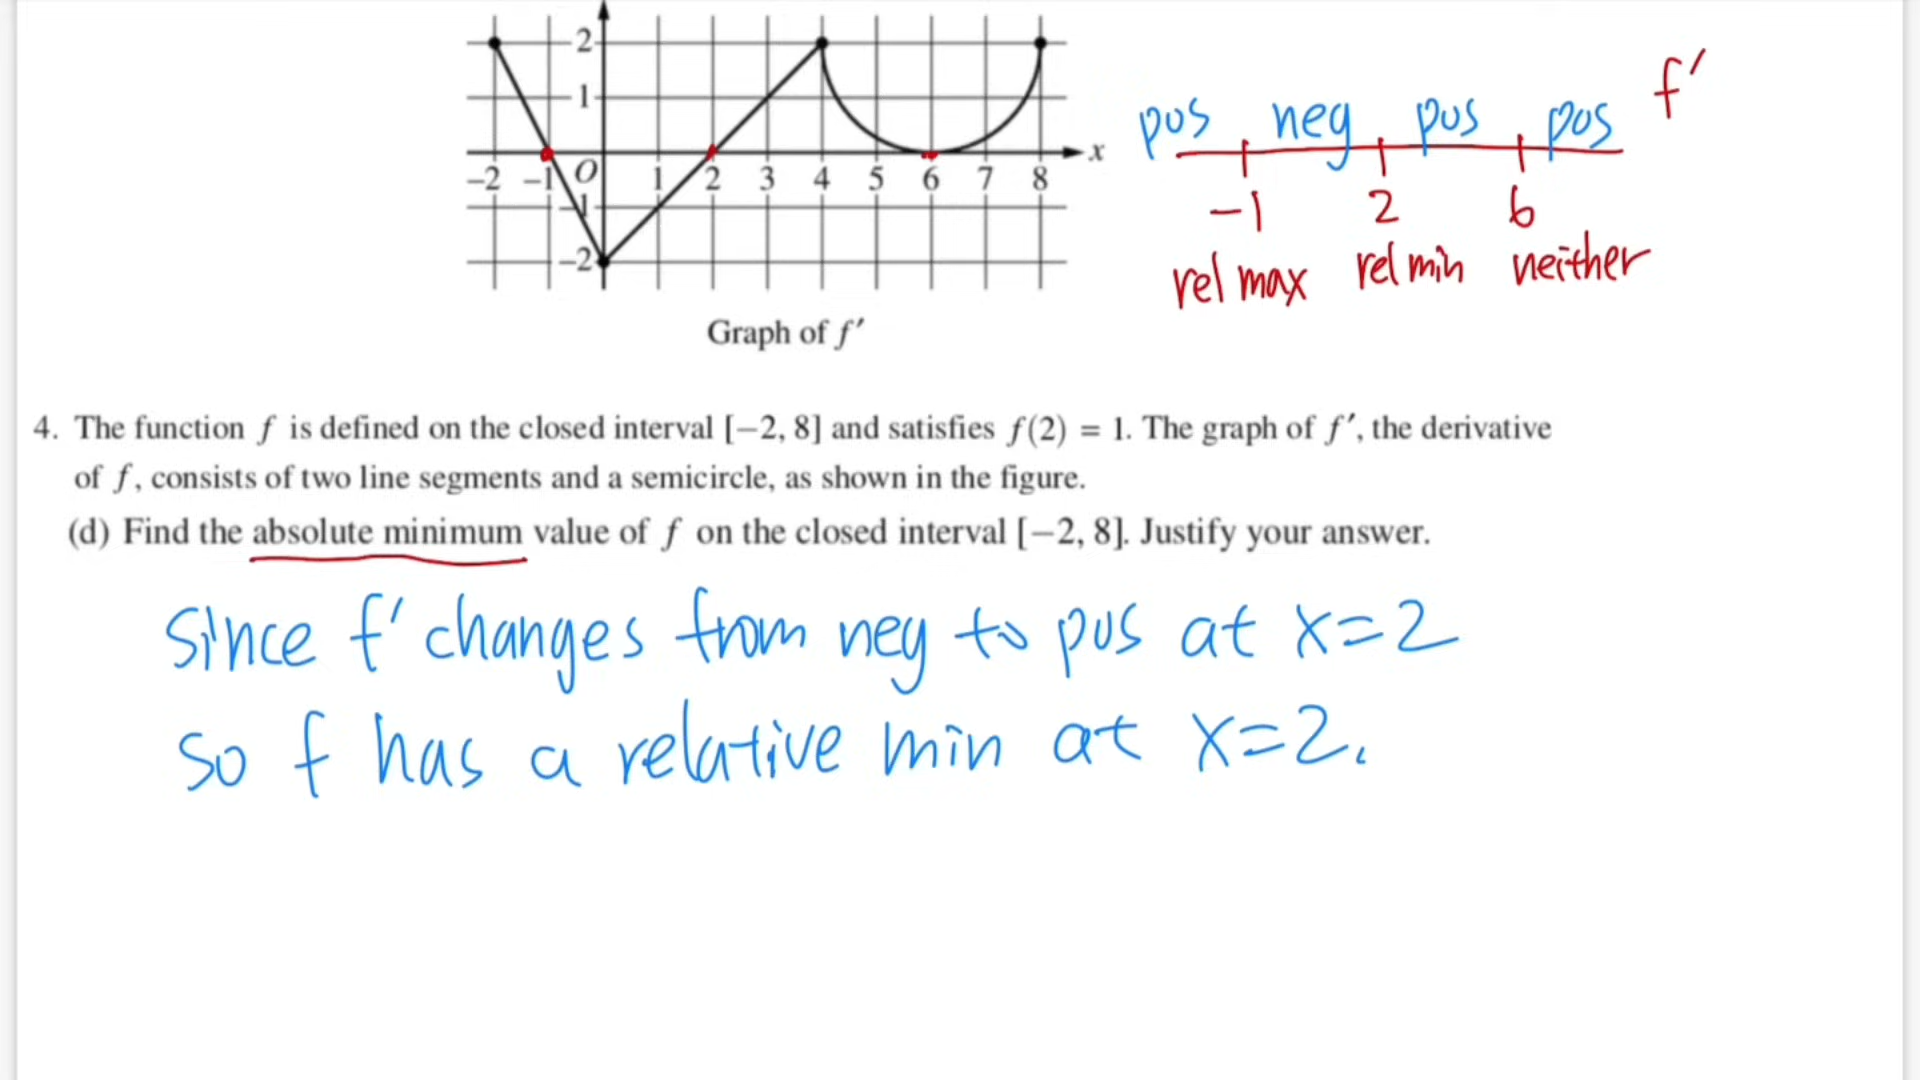 2
1
x
-2 -1 O 1 2 3 4 5 6 7 8
-1
-2
Graph of f′
pos neg pos pos f′
-1 2 6
rel max rel min neither
4. The function f is defined on the closed interval [−2, 8] and satisfies f(2) = 1. The graph of f′, the derivative
of f, consists of two line segments and a semicircle, as shown in the figure.
(d) Find the absolute minimum value of f on the closed interval [−2, 8]. Justify your answer.
Since f′ changes from neg to pos at x=2
so f has a relative min at x=2.